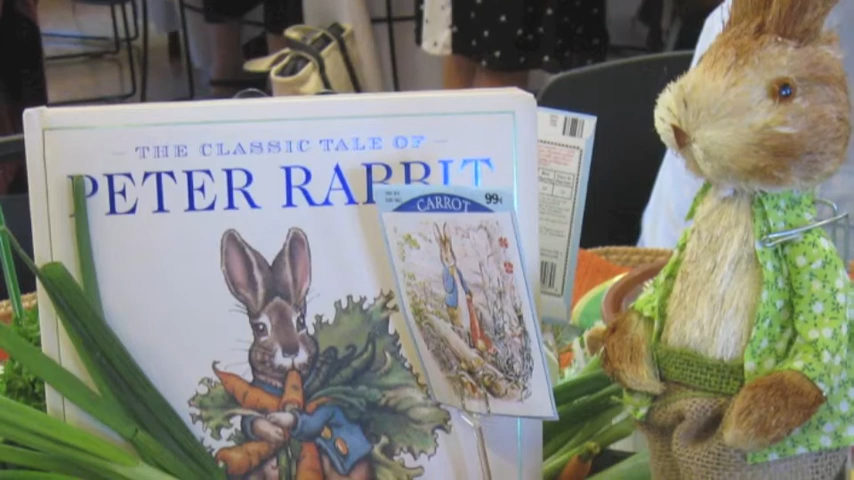 THE CLASSIC TALE OF
PETER RABBIT
CARROT
99¢